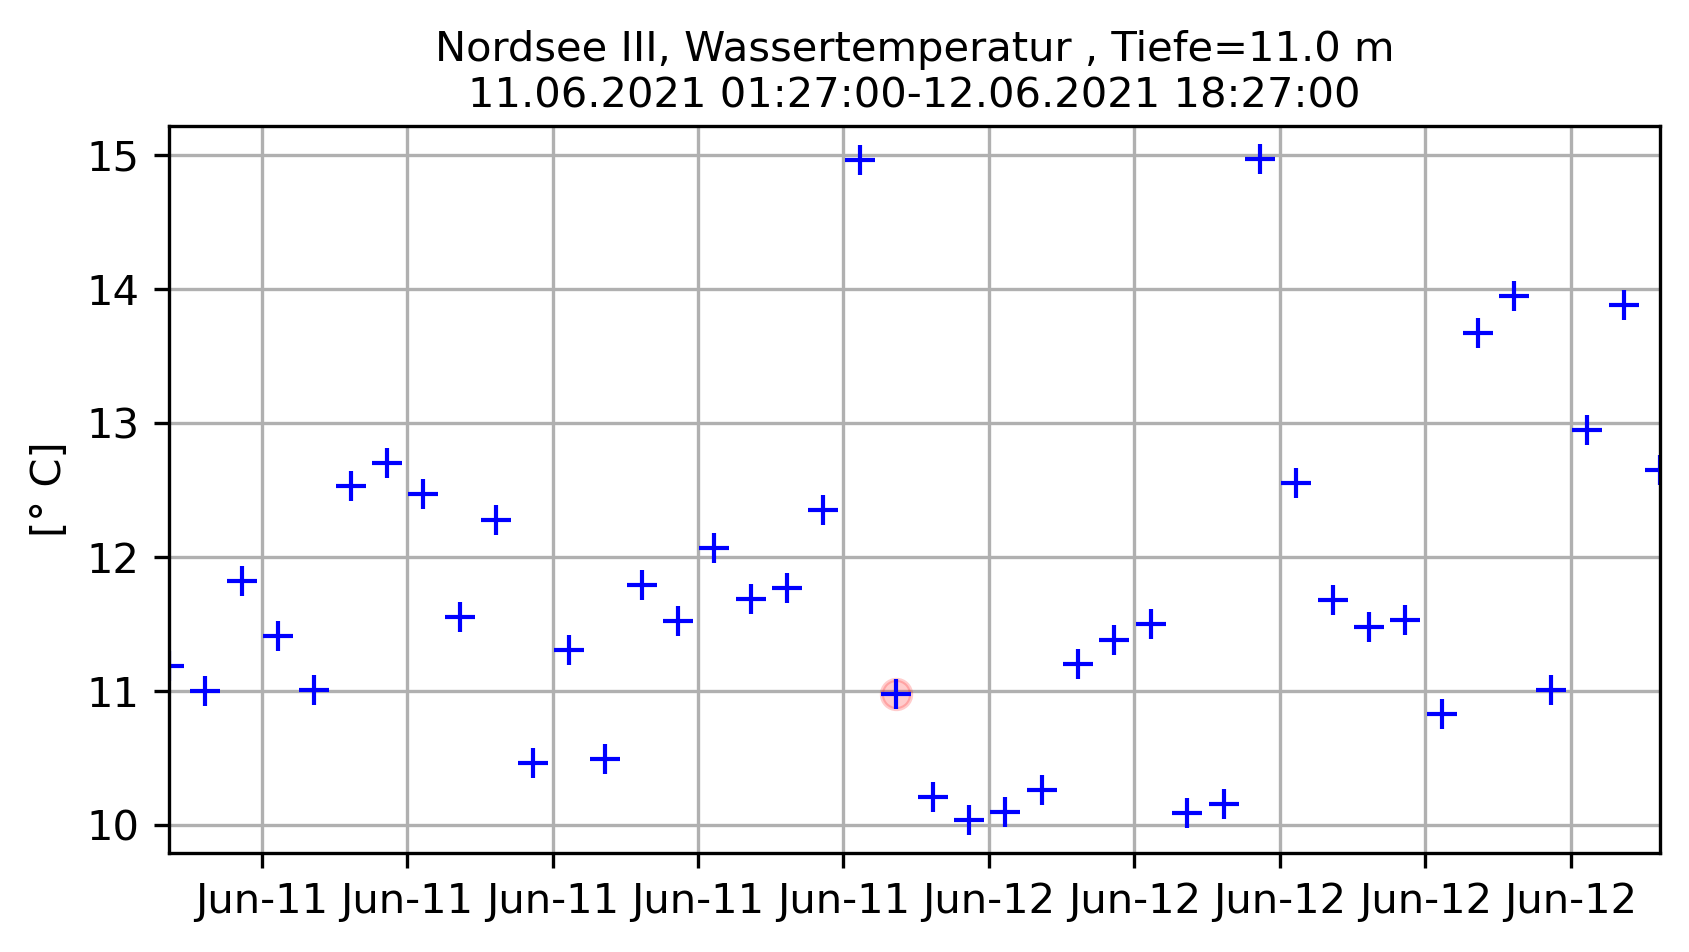 Nordsee III, Wassertemperatur , Tiefe=11.0 m
11.06.2021 01:27:00-12.06.2021 18:27:00
15
14
13
12
11
10
[° C]
Jun-11 Jun-11 Jun-11 Jun-11 Jun-11 Jun-12 Jun-12 Jun-12 Jun-12 Jun-12